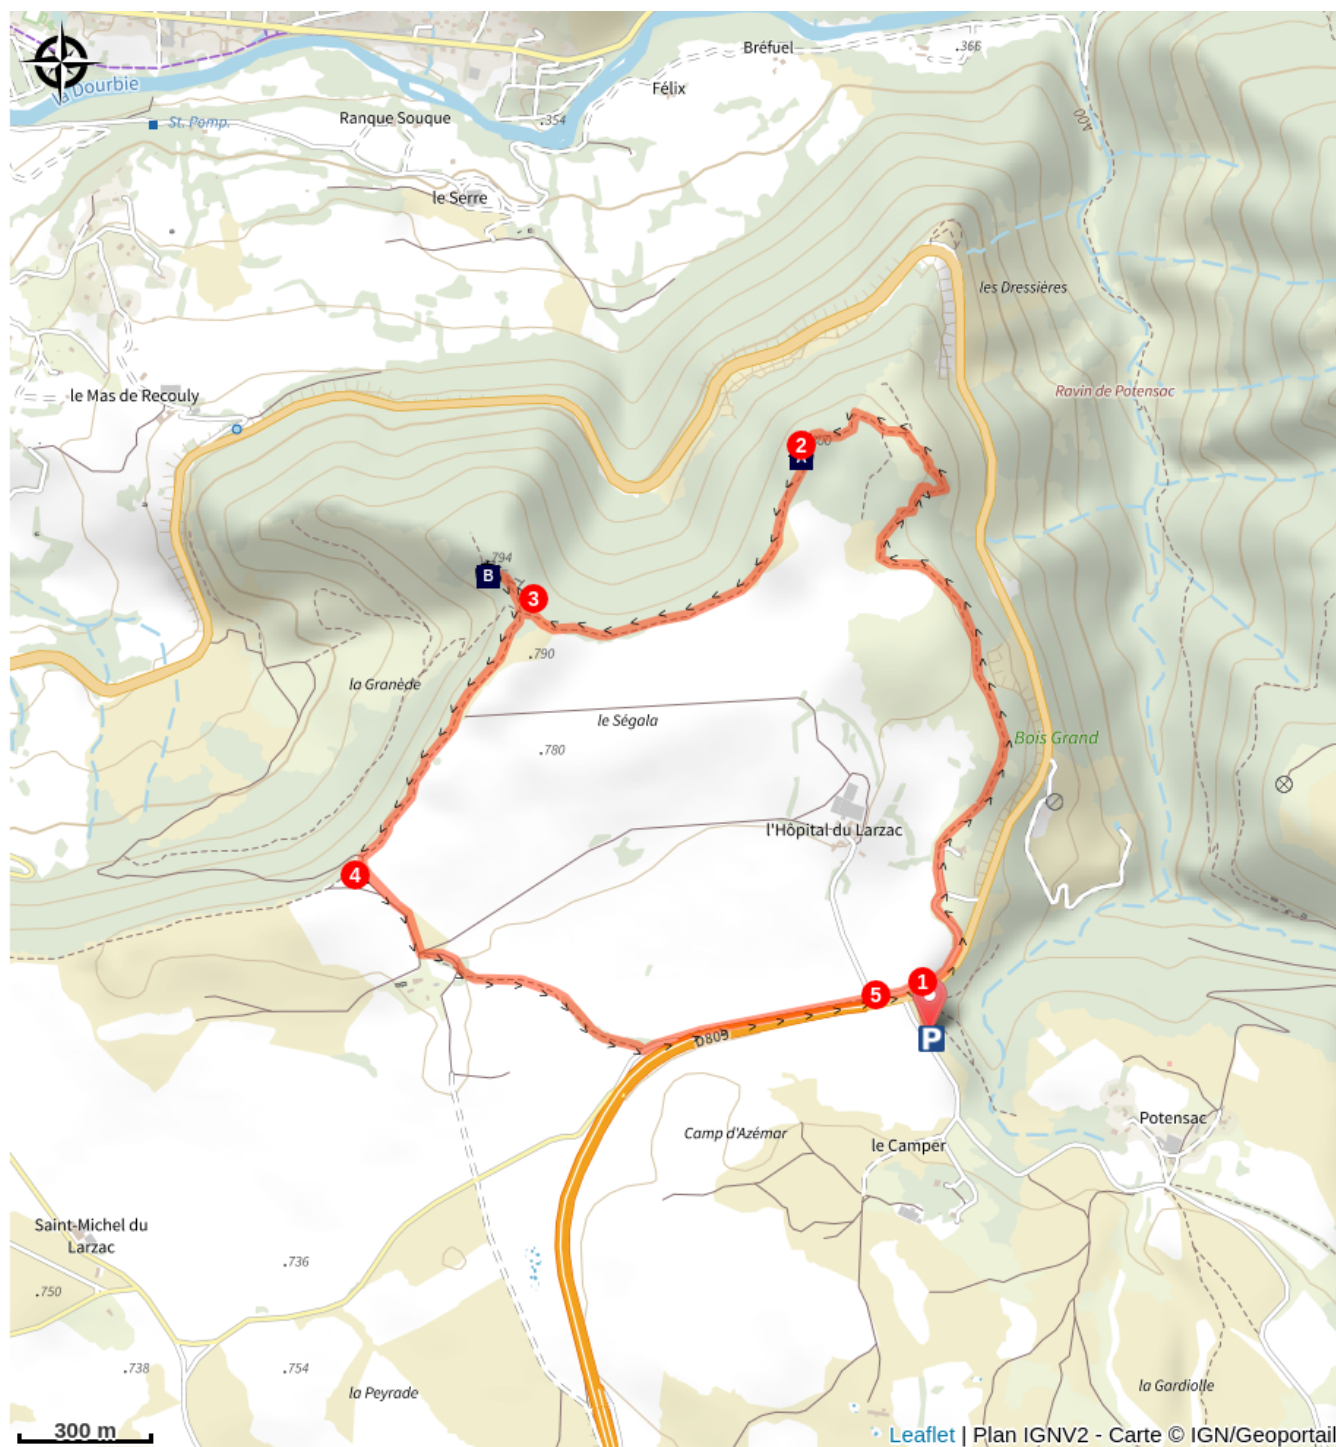 Bréfuel
.366
Félix
la Dourbie
St. Pomp.
Ranque Souque
.354
400
le Serre
les Dressières
le Mas de Recouly
Ravin de Potensac
2
A
.794
B
3
.790
la Granède
le Ségala
Bois Grand
.780
l'Hôpital du Larzac
4
1
5
P
D809
Potensac
Camp d'Azémar
le Camper
Saint-Michel du
Larzac
.736
.750
.738
.754
la Peyrade
la Gardiolle
300 m
Leaflet | Plan IGNV2 - Carte © IGN/Geoportail